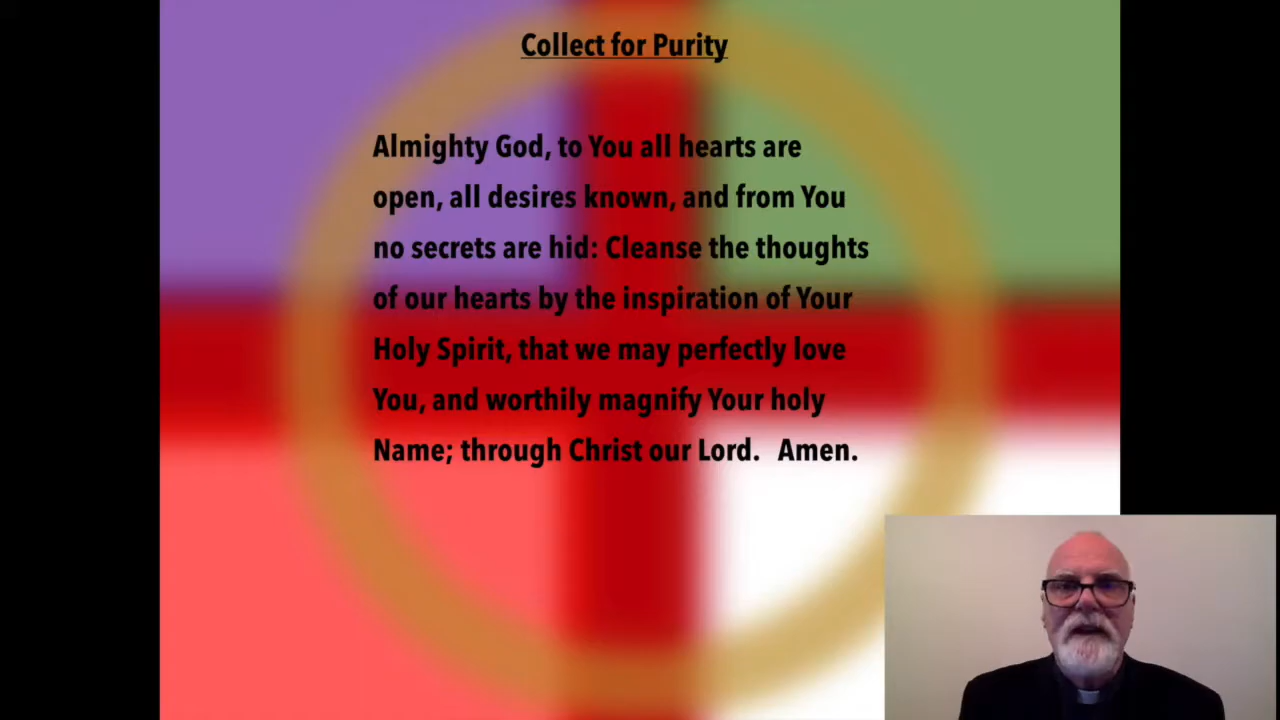 Collect for Purity
Almighty God, to You all hearts are
open, all desires known, and from You
no secrets are hid: Cleanse the thoughts
of our hearts by the inspiration of Your
Holy Spirit, that we may perfectly love
You, and worthily magnify Your holy
Name; through Christ our Lord. Amen.